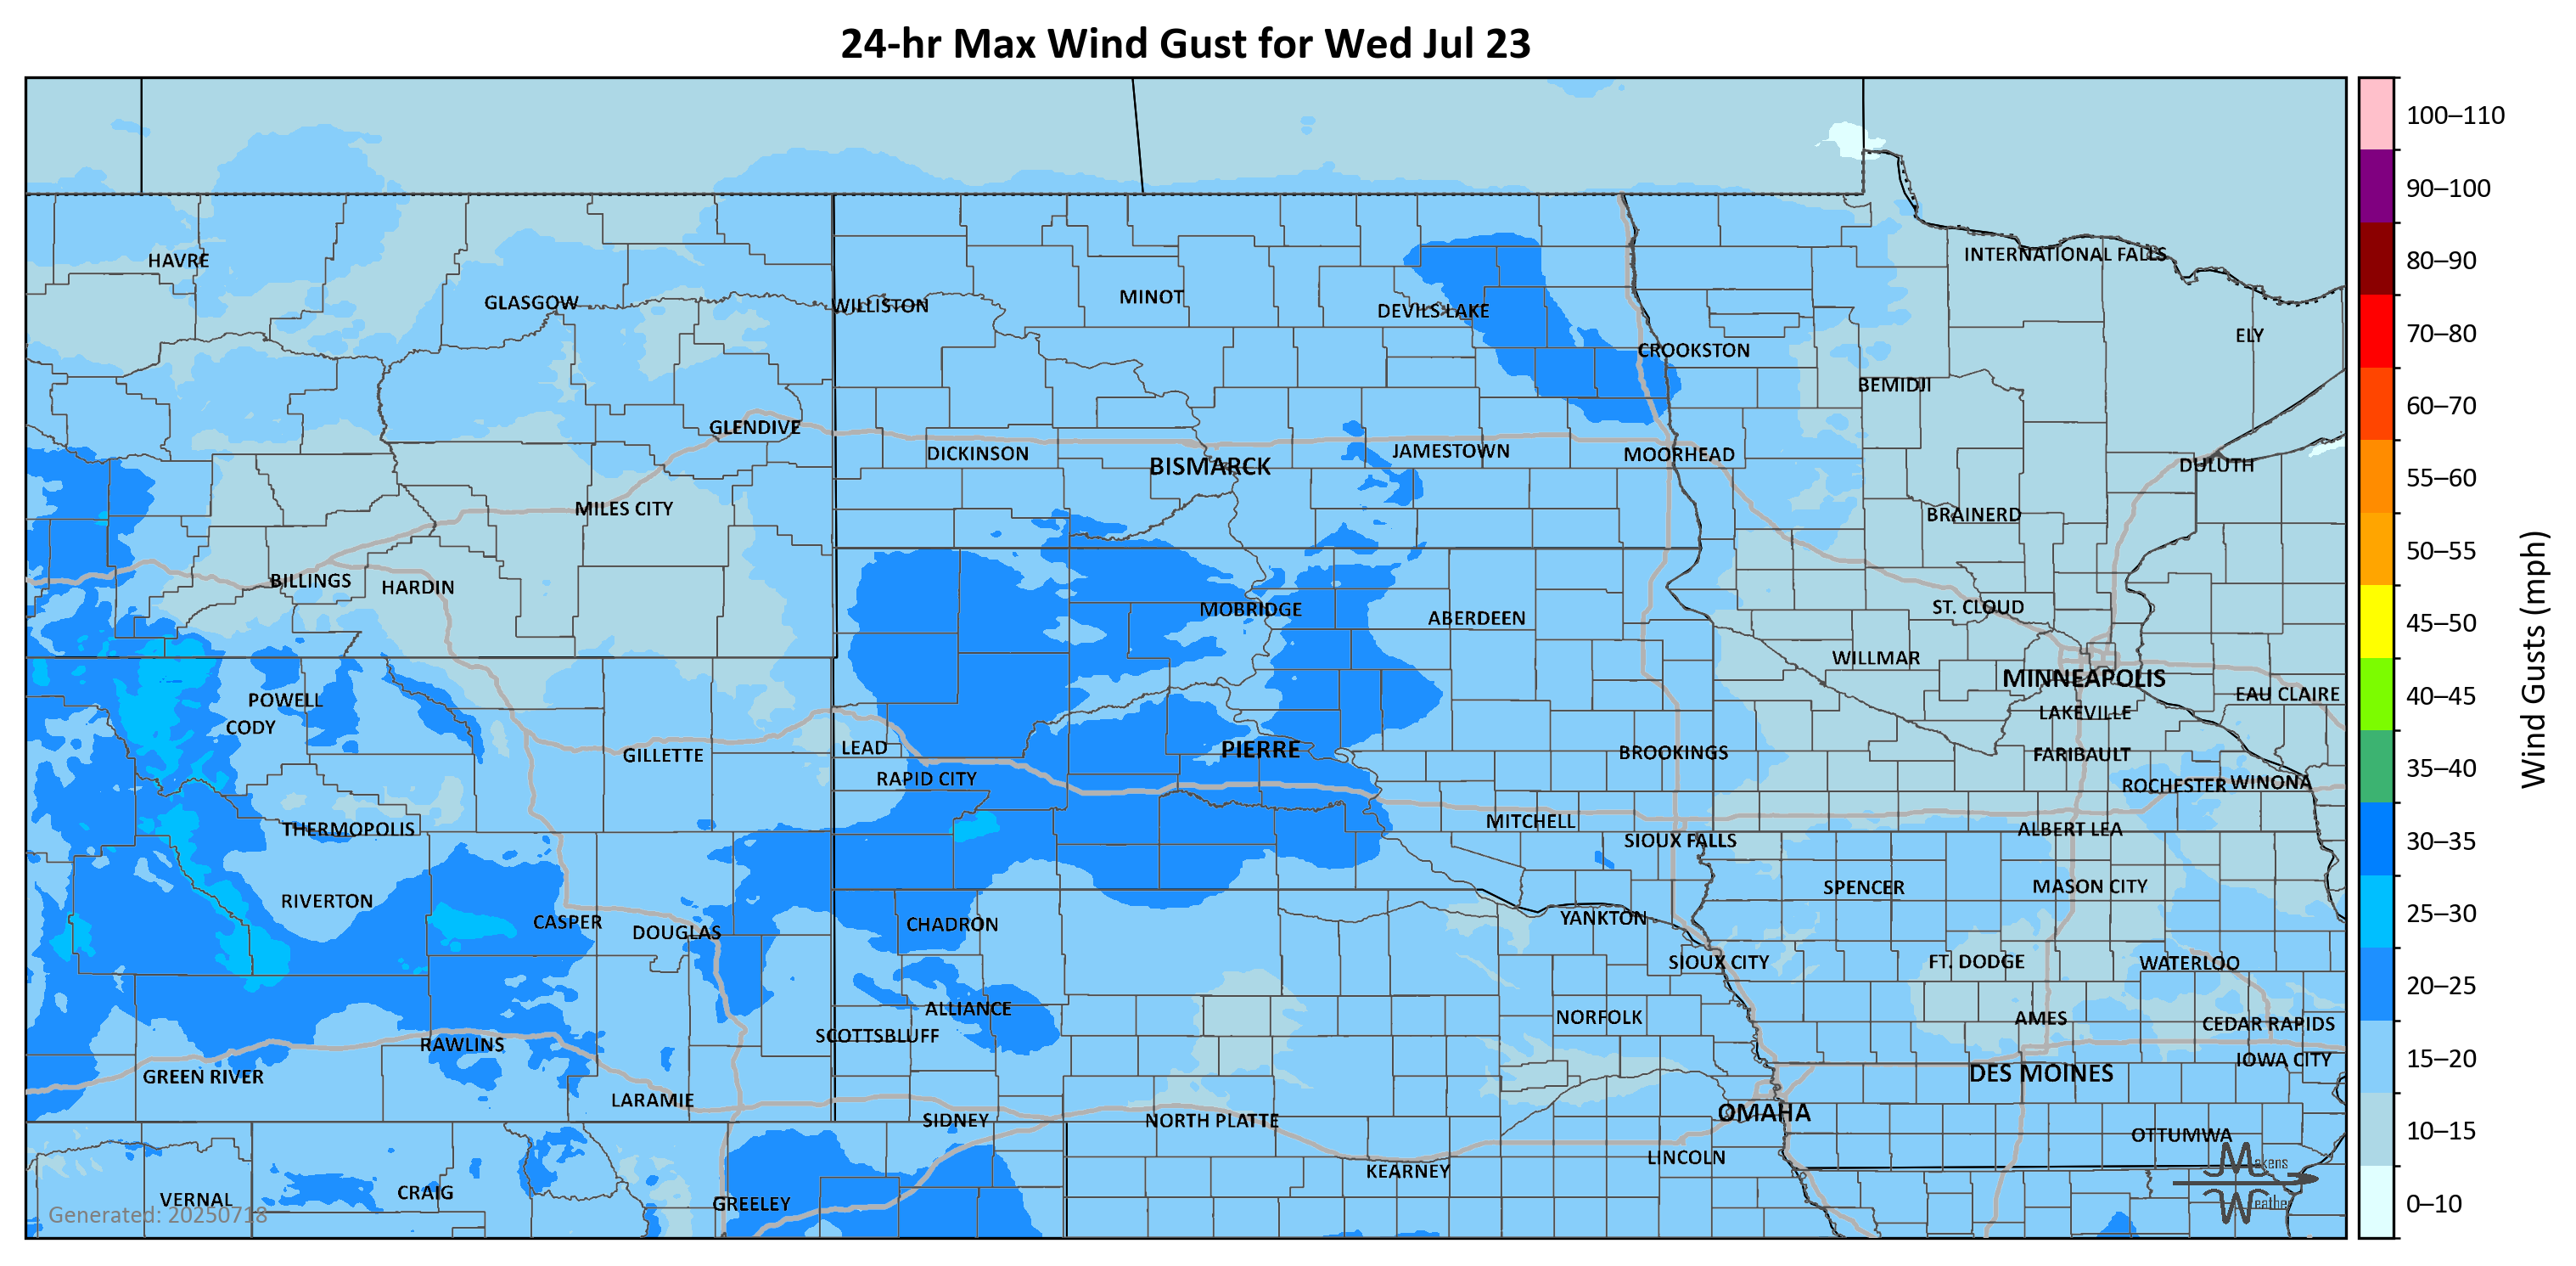 24-hr Max Wind Gust for Wed Jul 23
100–110
90–100
INTERNATIONAL FALLS
HAVRE
80–90
MINOT
GLASGOW
WILLISTON
DEVILS LAKE
70–80
ELY
CROOKSTON
BEMIDJI
60–70
GLENDIVE
JAMESTOWN
DICKINSON
MOORHEAD
BISMARCK
DULUTH
55–60
MILES CITY
BRAINERD
50–55
BILLINGS
HARDIN
MOBRIDGE
ST. CLOUD
ABERDEEN
45–50
WILLMAR
MINNEAPOLIS
EAU CLAIRE
40–45
POWELL
LAKEVILLE
CODY
PIERRE
LEAD
BROOKINGS
FARIBAULT
GILLETTE
35–40
RAPID CITY
WINONA
ROCHESTER
MITCHELL
THERMOPOLIS
ALBERT LEA
SIOUX FALLS
30–35
MASON CITY
SPENCER
RIVERTON
25–30
YANKTON
CASPER
CHADRON
DOUGLAS
SIOUX CITY
FT. DODGE
WATERLOO
20–25
ALLIANCE
NORFOLK
AMES
CEDAR RAPIDS
SCOTTSBLUFF
RAWLINS
IOWA CITY
DES MOINES
GREEN RIVER
LARAMIE
OMAHA
SIDNEY
NORTH PLATTE
15–20
10–15
OTTUMWA
LINCOLN
Makens
KEARNEY
CRAIG
VERNAL
GREELEY
Weather
0–10
Generated: 20250718
Wind Gusts (mph)